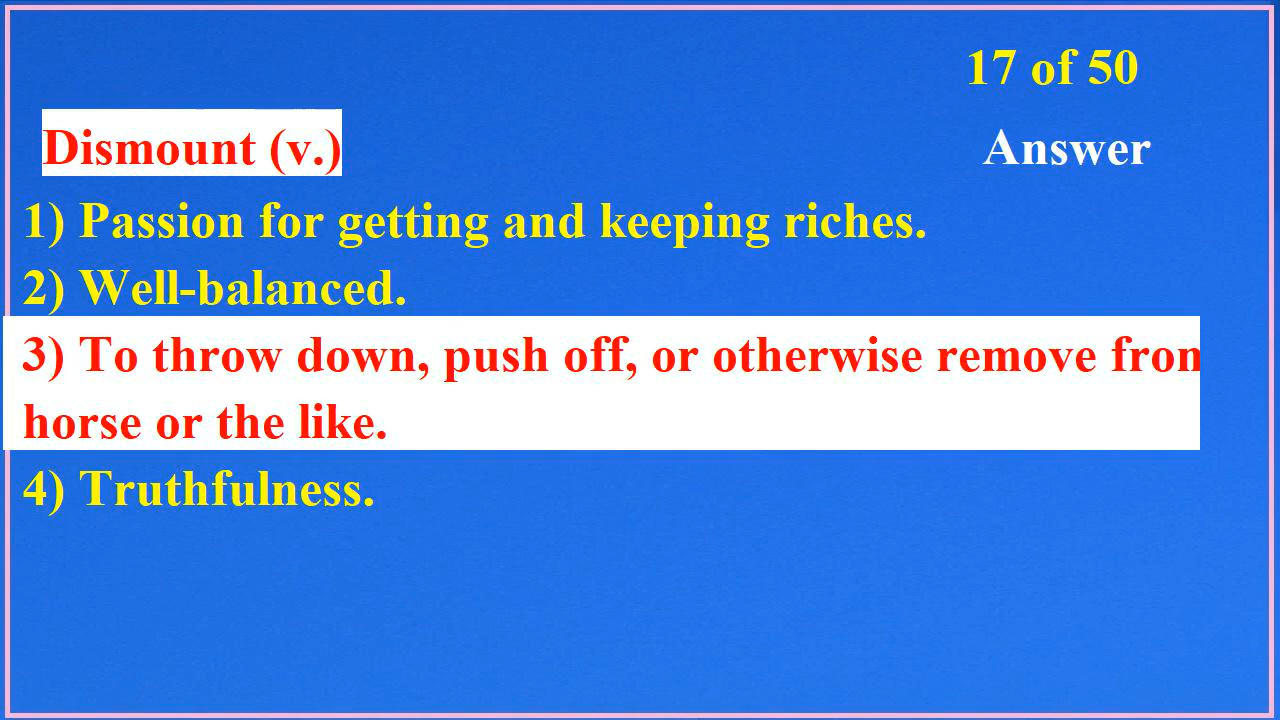 17 of 50
Dismount (v.)
Answer
1) Passion for getting and keeping riches.
2) Well-balanced.
3) To throw down, push off, or otherwise remove
horse or the like.
4) Truthfulness.